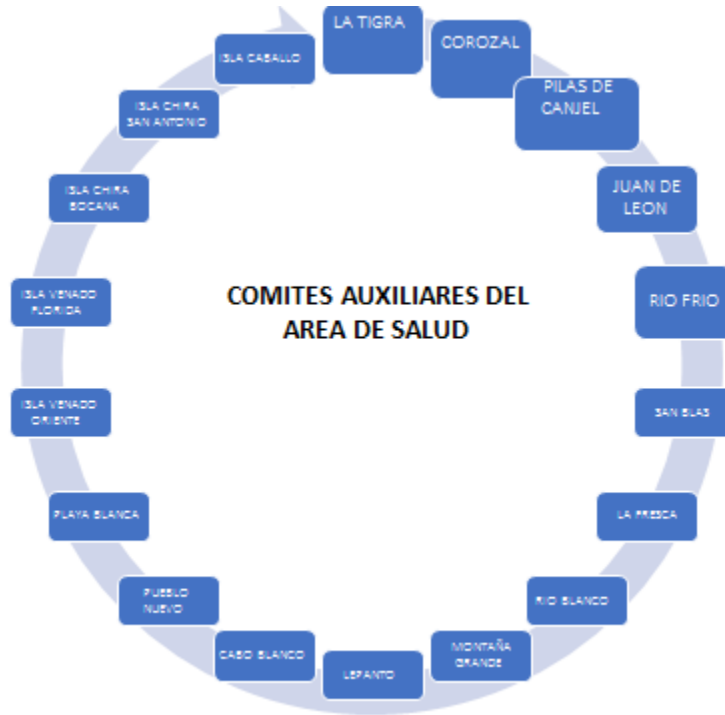 LA TIGRA
COROZAL
PILAS DE
CANJEL
JUAN DE
LEON
RIO FRIO
SAN BLAS
LA FRESCA
RIO BLANCO
MONTAÑA
GRANDE
LEPANTO
CABO BLANCO
PUEBLO
NUEVO
PLAYA BLANCA
ISLA VENADO
ORIENTE
ISLA VENADO
FLORIDA
ISLA CHIRA
BOCANA
ISLA CHIRA
SAN ANTONIO
ISLA CABALLO
COMITES AUXILIARES DEL
AREA DE SALUD